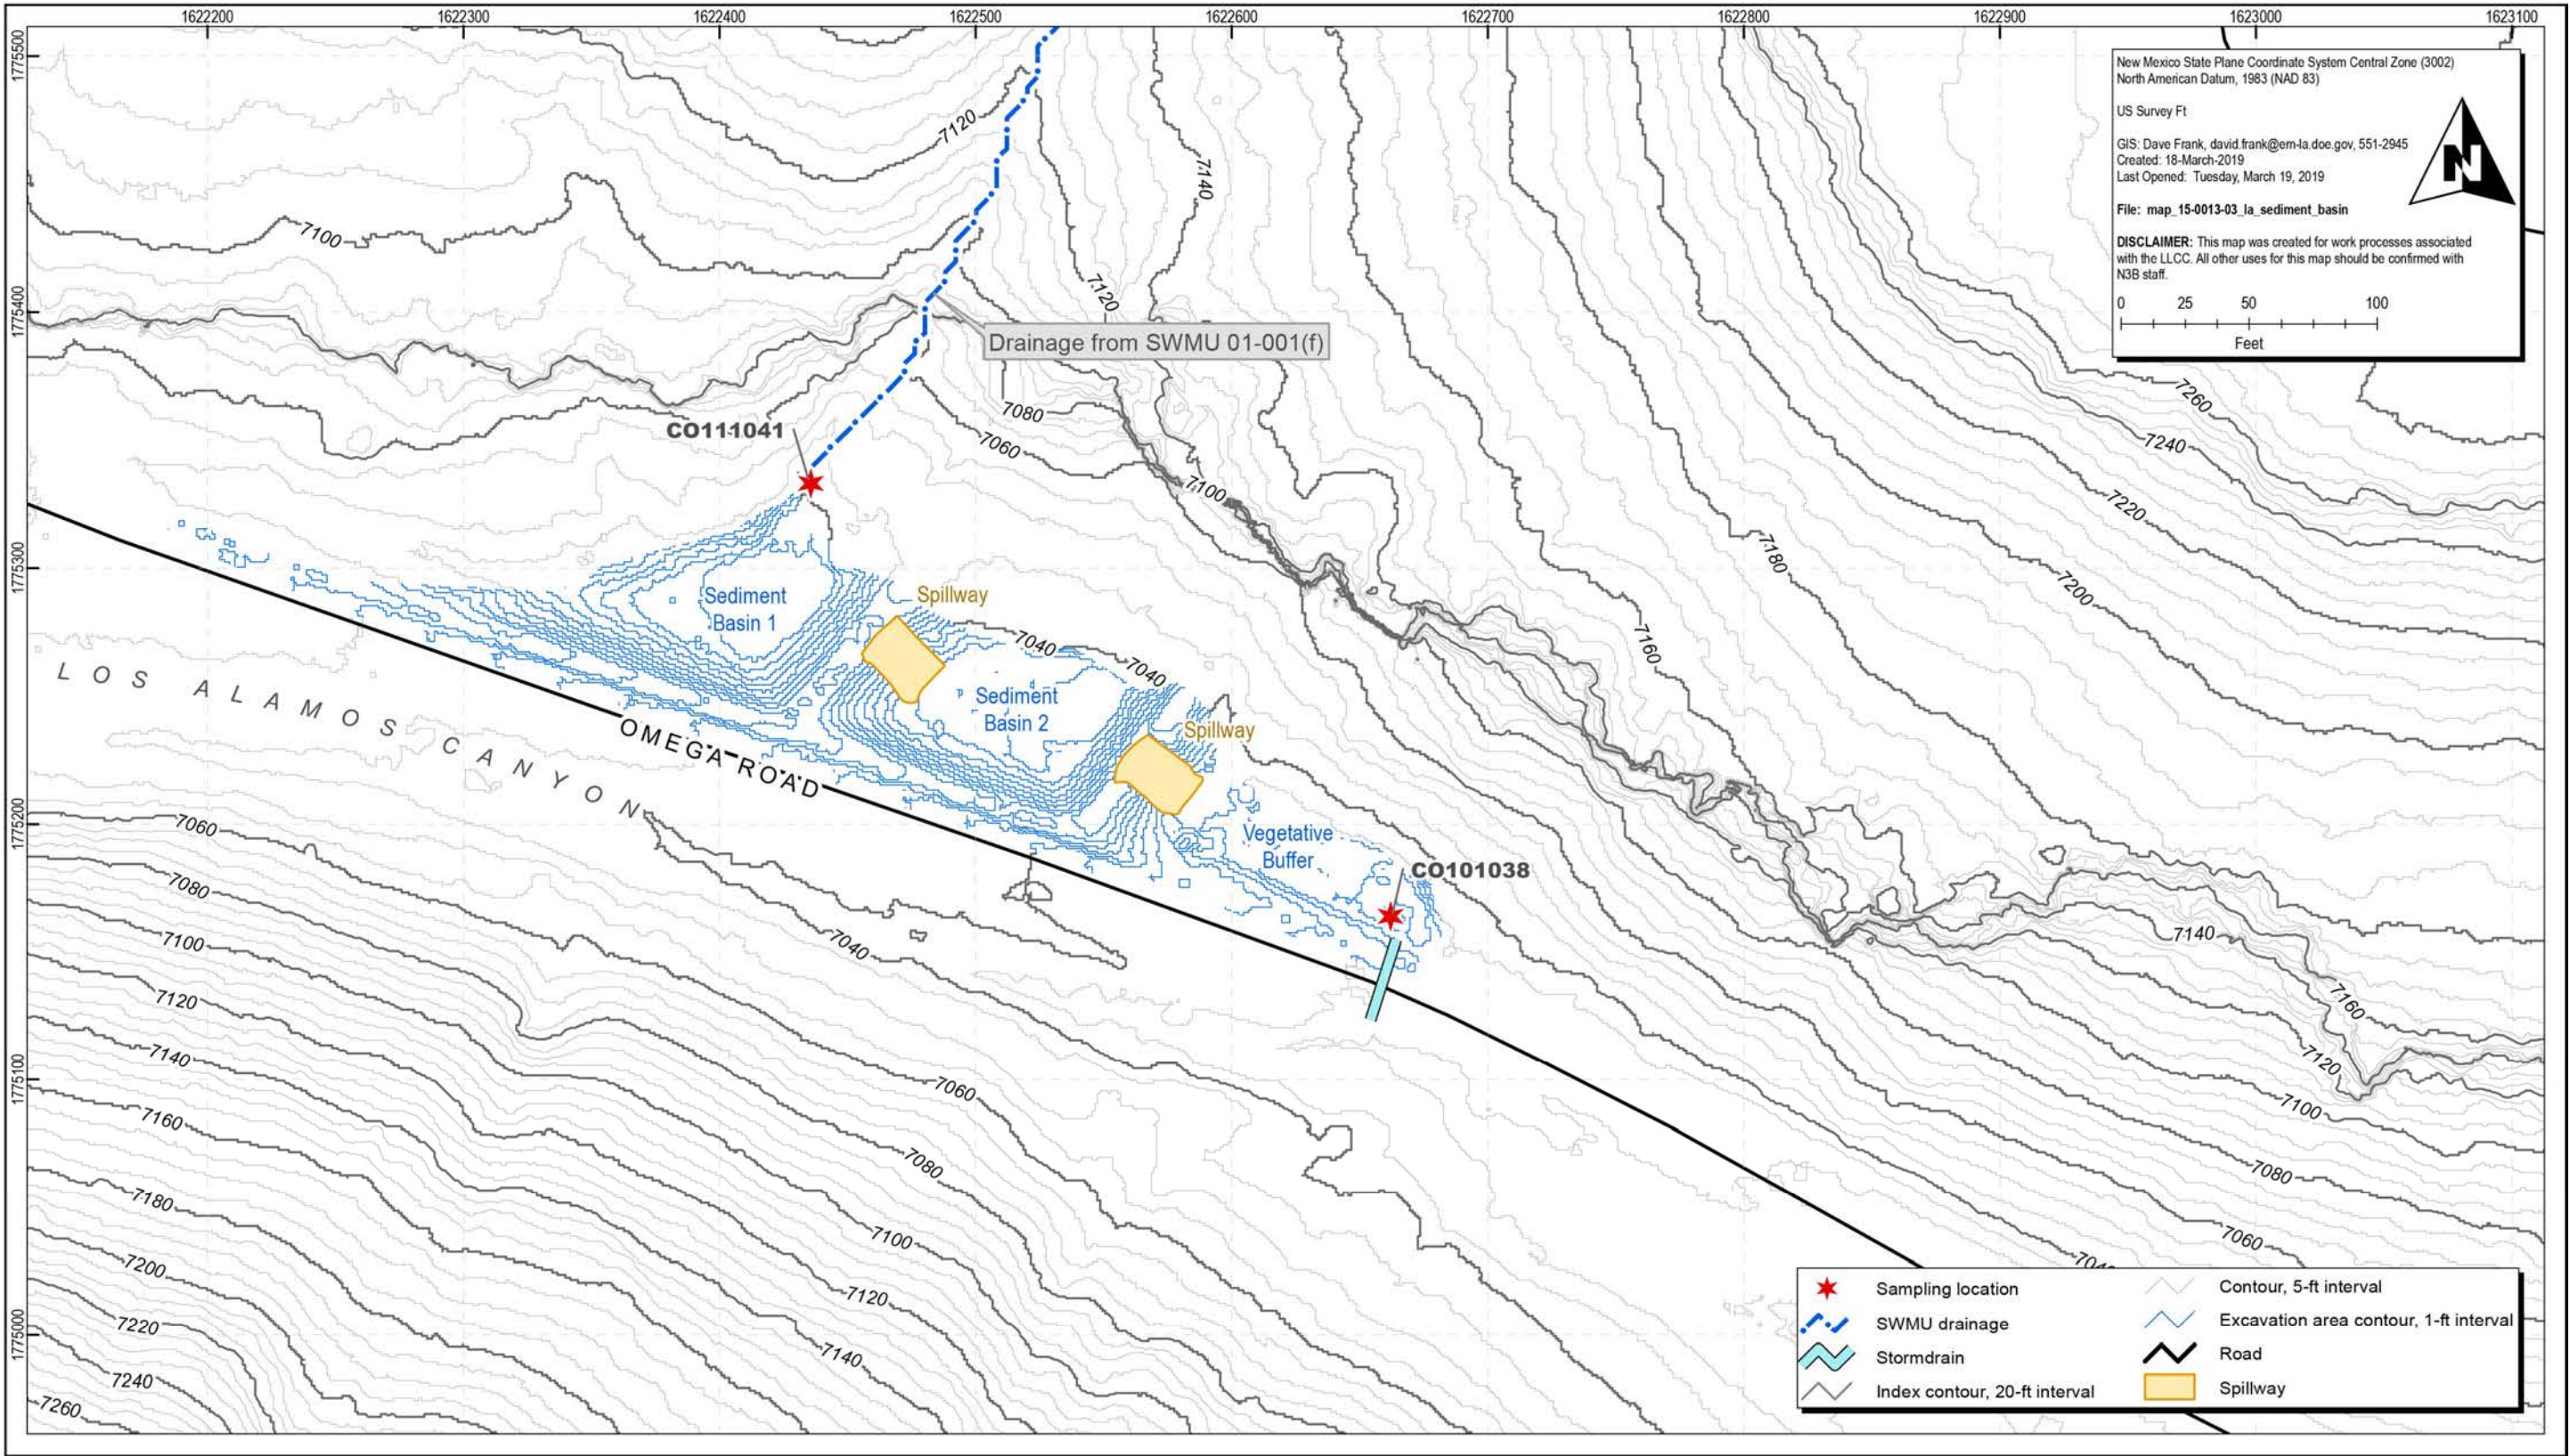 1622200 1622300 1622400 1622500 1622600 1622700 1622800 1622900 1623000 1623100
1775500
1775400
1775300
1775200
1775100
1775000
New Mexico State Plane Coordinate System Central Zone (3002)
North American Datum, 1983 (NAD 83)
US Survey Ft
GIS: Dave Frank, david.frank@em-la.doe.gov, 551-2945
Created: 18-March-2019
Last Opened: Tuesday, March 19, 2019
File: map_15-0013-03_la_sediment_basin
DISCLAIMER: This map was created for work processes associated
with the LLCC. All other uses for this map should be confirmed with
N3B staff.
0 25 50 100
Feet
N
7120
7140
7100
7120
Drainage from SWMU 01-001(f)
7080
7060
CO111041
7100
7260
7240
7220
7180
7200
7160
Sediment
Basin 1
Spillway
7040
7040
Sediment
Basin 2
Spillway
LOS ALAMOS CANYON
OMEGA ROAD
Vegetative
Buffer
CO101038
7060
7080
7100
7120
7140
7160
7180
7200
7220
7240
7260
7040
7060
7080
7100
7120
7140
7140
7160
7120
7100
7080
7060
Sampling location
SWMU drainage
Stormdrain
Index contour, 20-ft interval
Contour, 5-ft interval
Excavation area contour, 1-ft interval
Road
Spillway